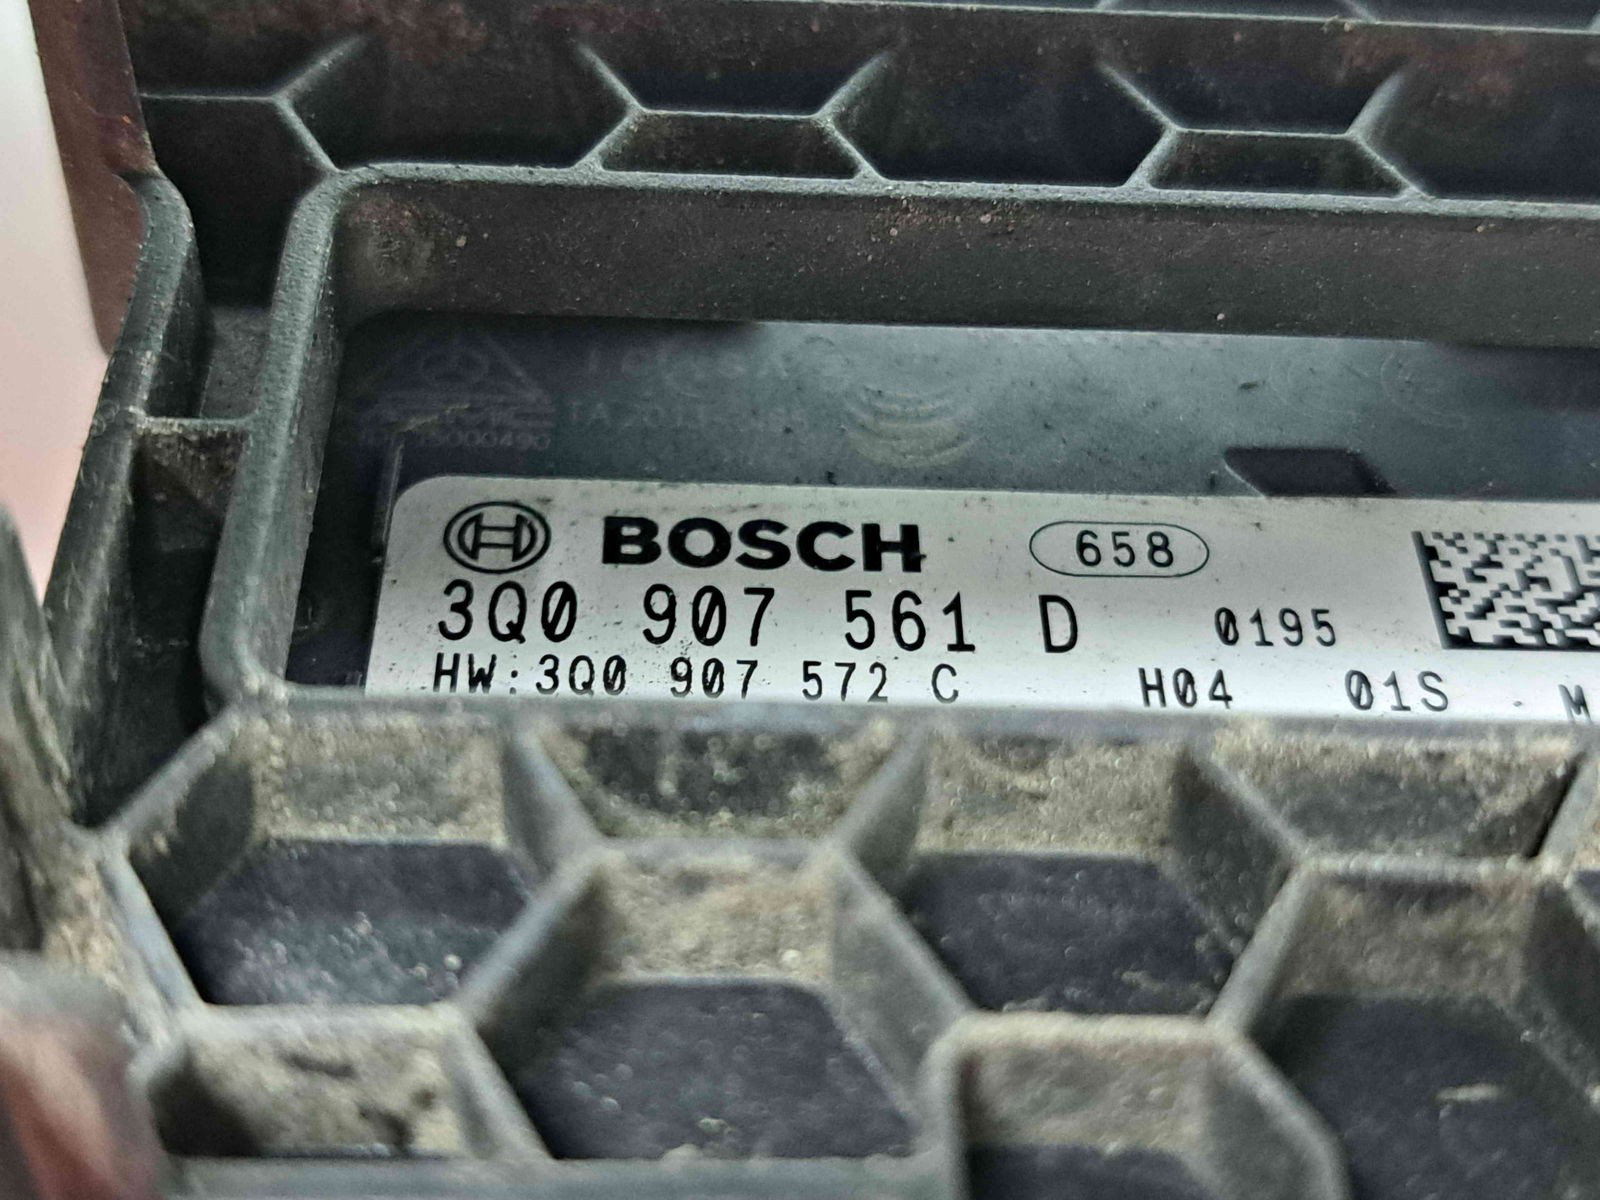 BOSCH 658
3Q0 907 561 D 0195
HW:3Q0 907 572 C H04 01S M